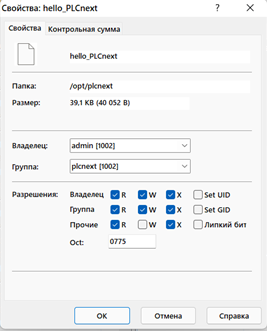 Свойства: hello_PLCnext ? ×
Свойства Контрольная сумма
hello_PLCnext
Папка: /opt/plcnext
Размер: 39,1 KB (40 052 B)
Владелец: admin [1002]
Группа: plcnext [1002]
Разрешения: Владелец R W X Set UID
Группа R W X Set GID
Прочие R W X Липкий бит
Oct: 0775
OK Отмена Справка